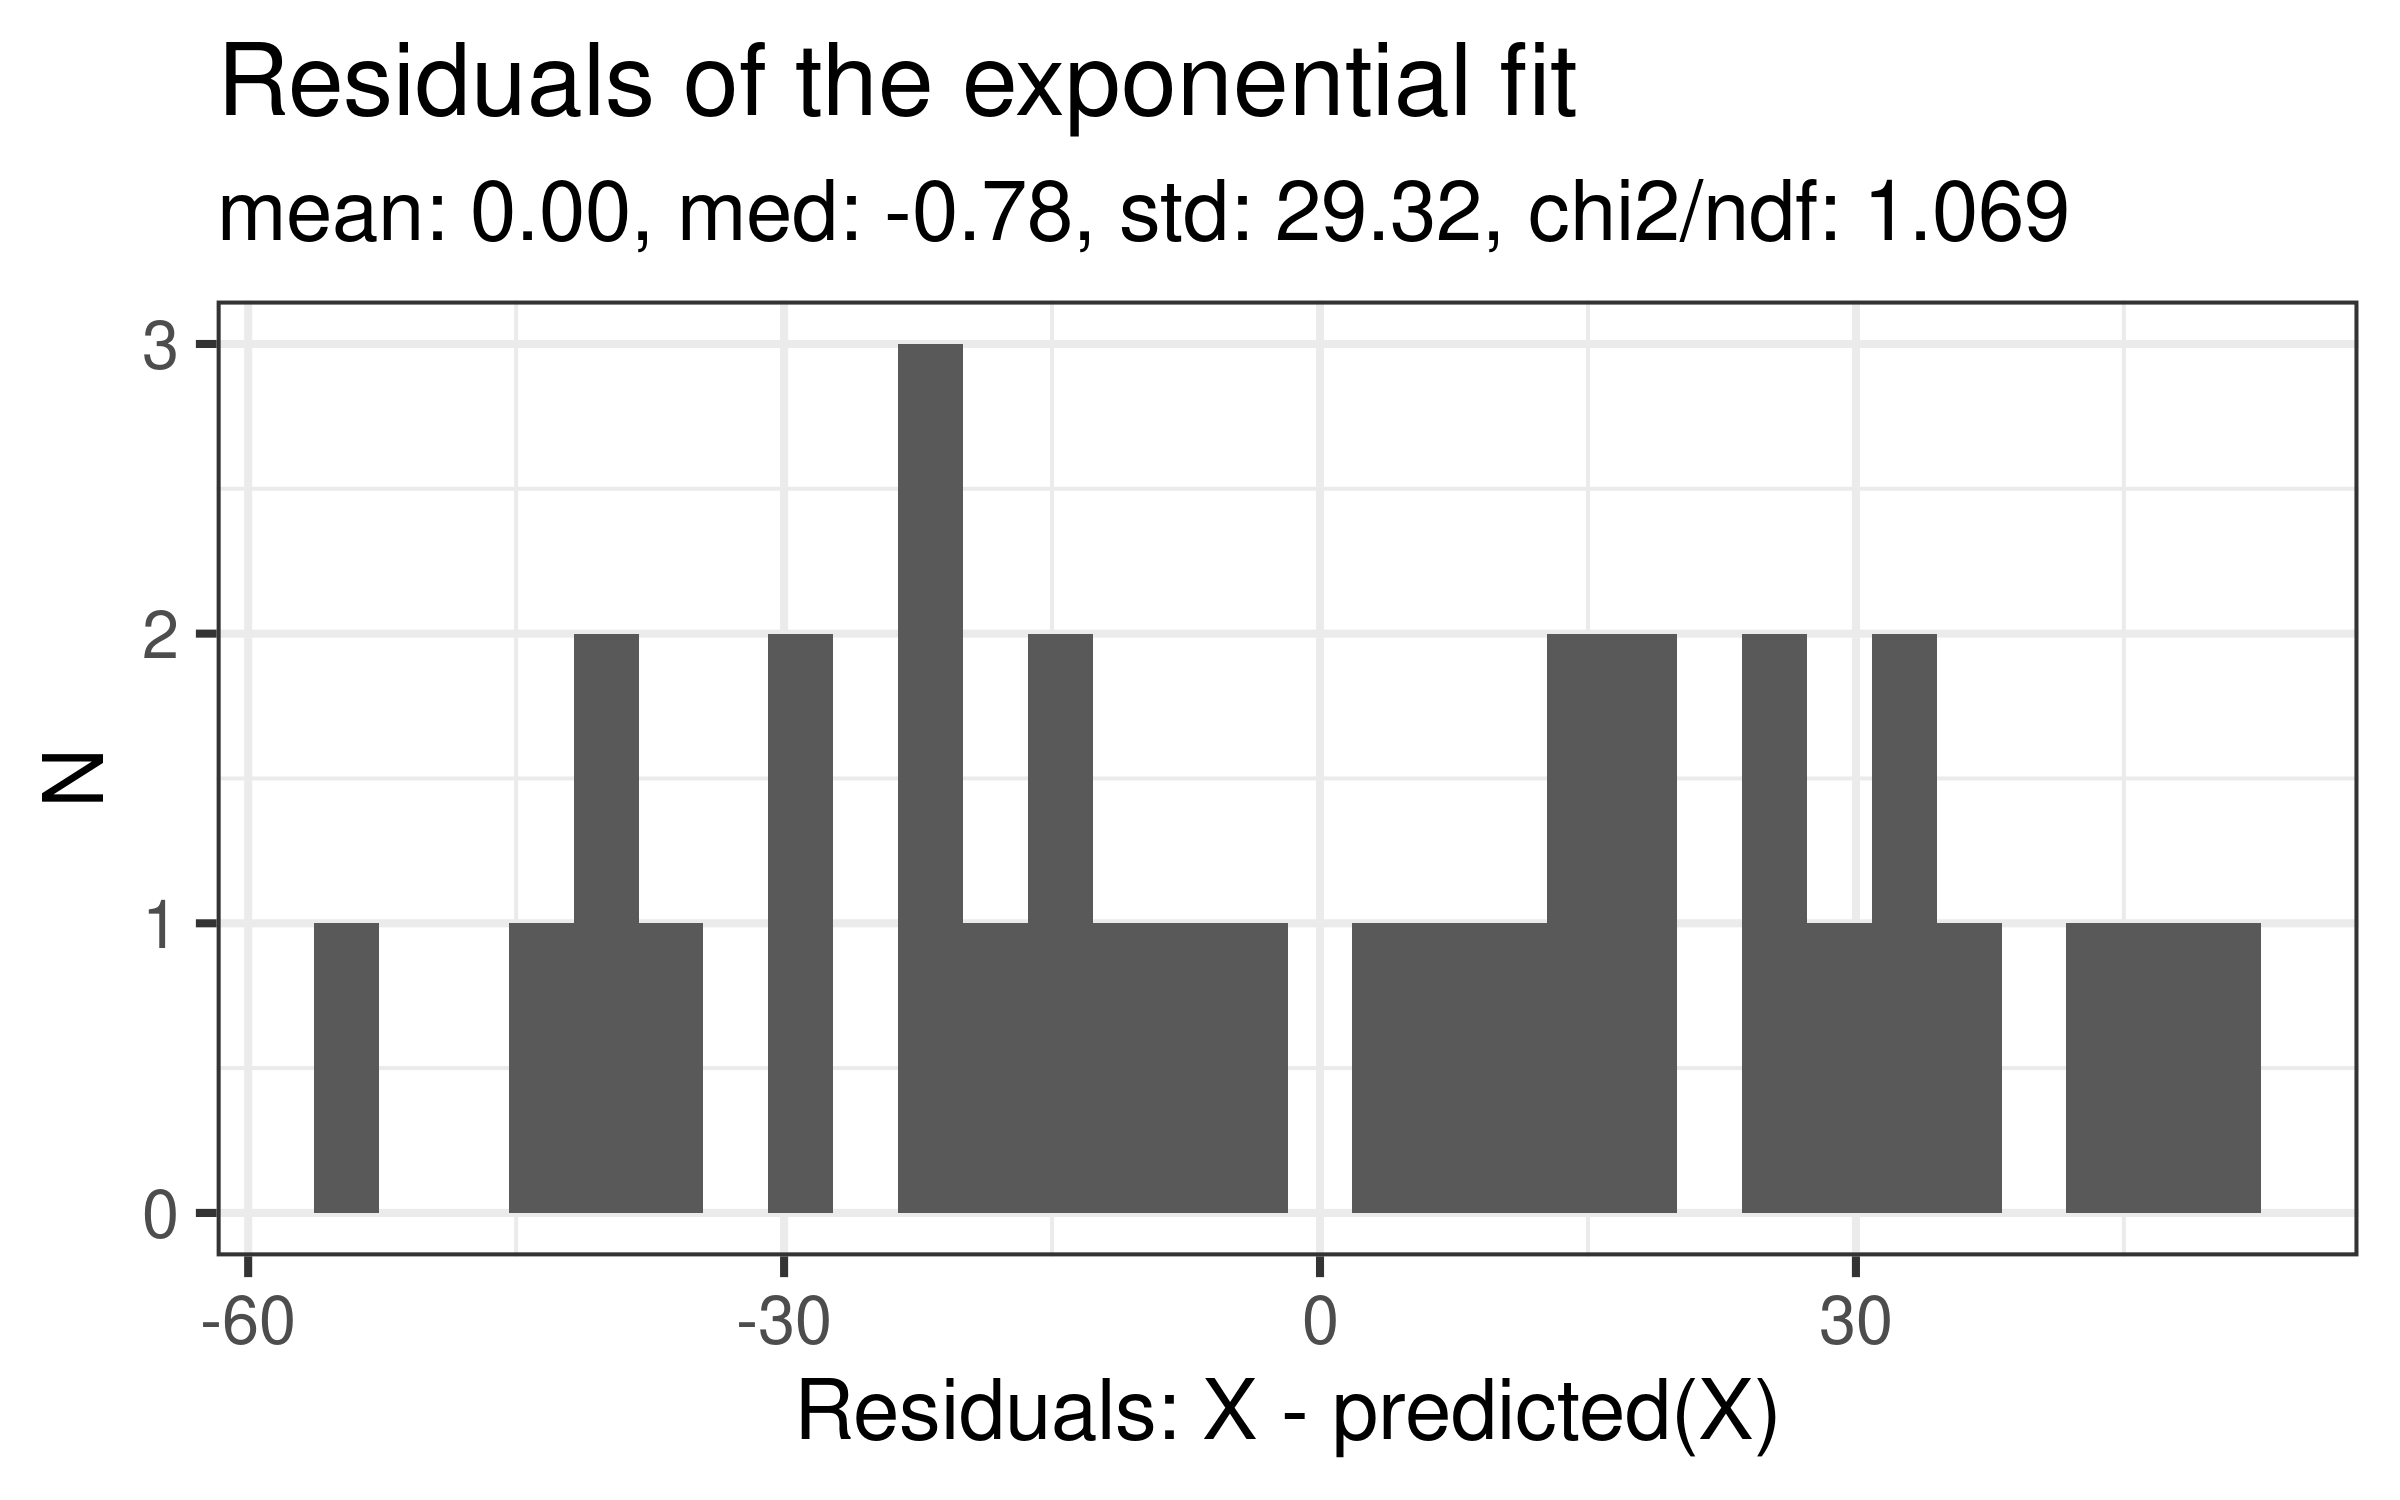 Residuals of the exponential fit
mean: 0.00, med: -0.78, std: 29.32, chi2/ndf: 1.069
3
2
1
0
N
-60 -30 0 30
Residuals: X - predicted(X)